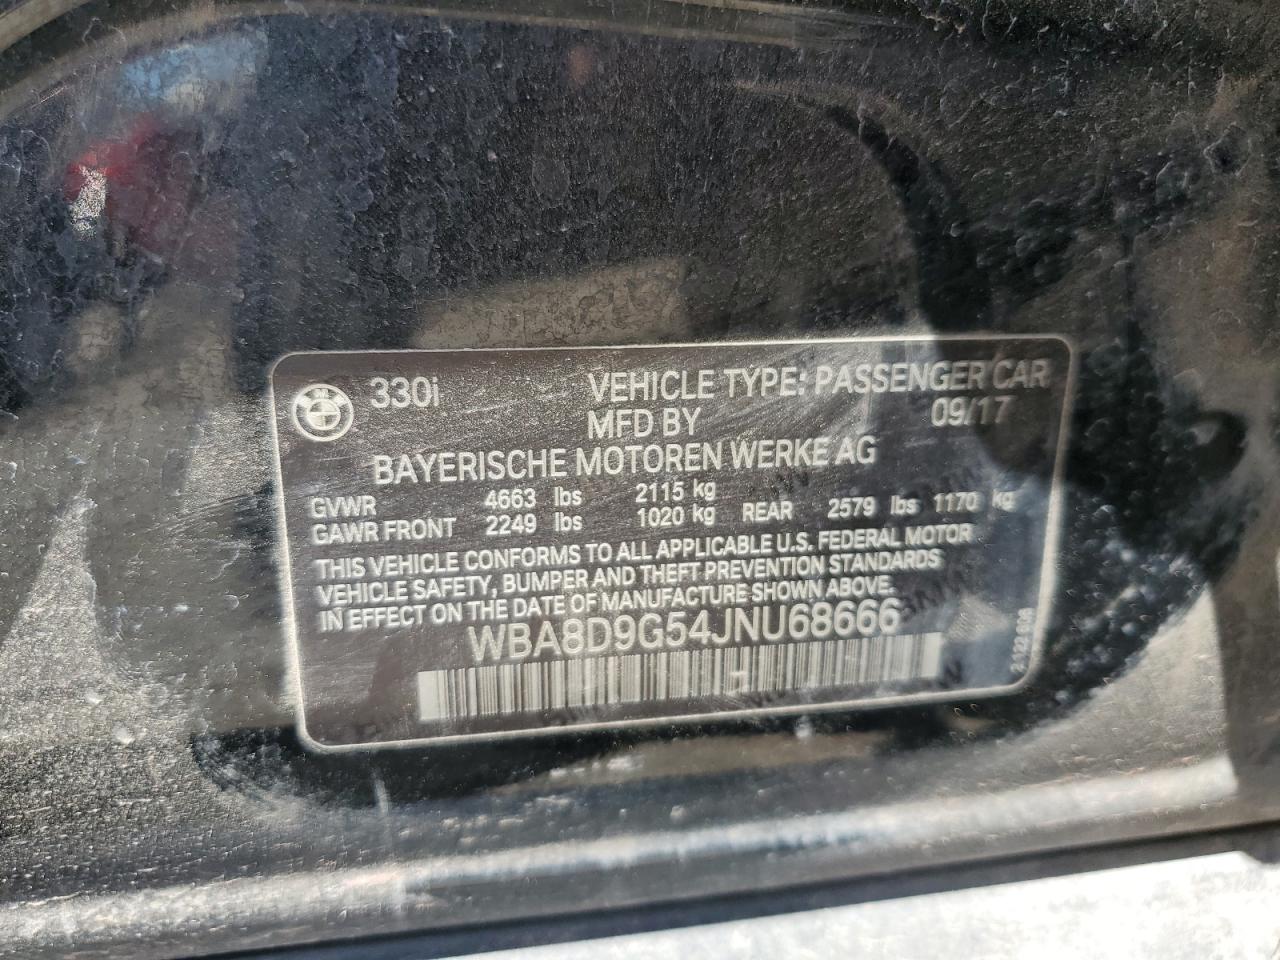 330i VEHICLE TYPE: PASSENGER CAR
MFD BY 09/17
BAYERISCHE MOTOREN WERKE AG
GVWR 4663 lbs 2115 kg
GAWR FRONT 2249 lbs 1020 kg REAR 2579 lbs 1170 kg
THIS VEHICLE CONFORMS TO ALL APPLICABLE U.S. FEDERAL MOTOR
VEHICLE SAFETY, BUMPER AND THEFT PREVENTION STANDARDS
IN EFFECT ON THE DATE OF MANUFACTURE SHOWN ABOVE.
WBA8D9G54JNU68666